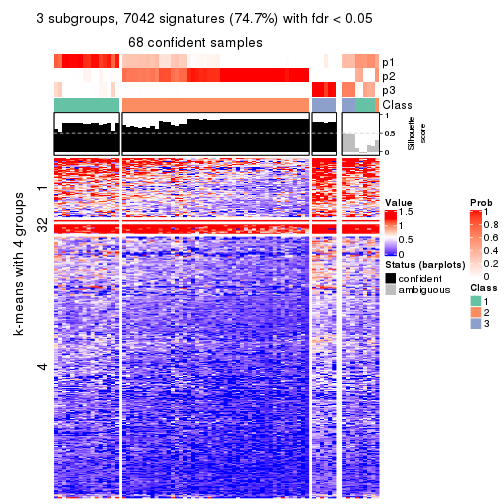 3 subgroups, 7042 signatures (74.7%) with fdr < 0.05
68 confident samples
p1
p2
p3
Class
1
0.5
0
Silhouette
score
k-means with 4 groups
1
32
4
Value
1.5
1
0.5
0
Status (barplots)
confident
ambiguous
Prob
1
0.8
0.6
0.4
0.2
0
Class
1
2
3